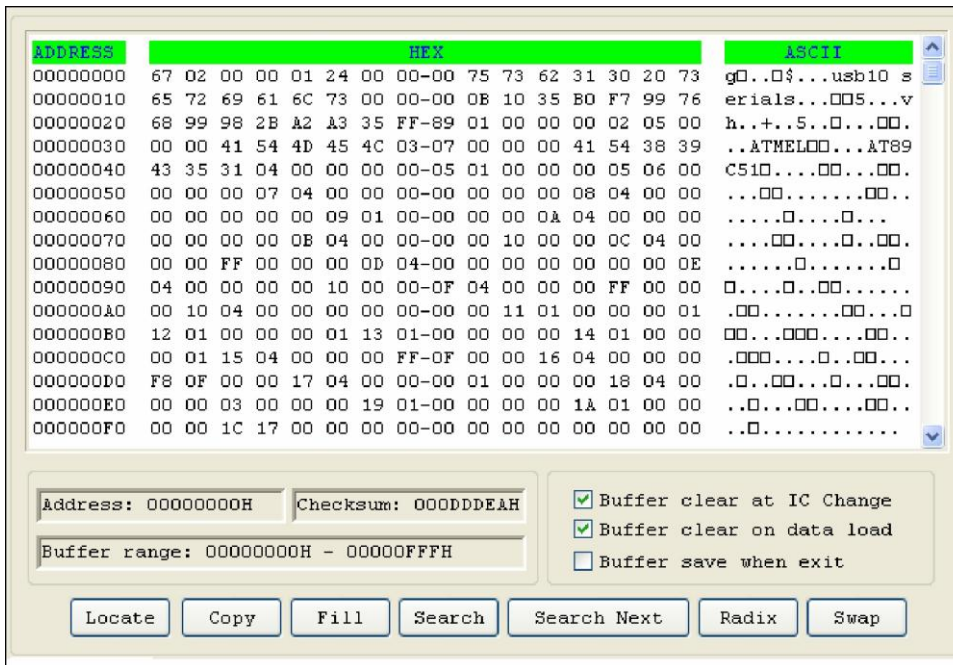 ADDRESS HEX ASCII
00000000 67 02 00 00 01 24 00 00-00 75 73 62 31 30 20 73 g□..□$...usb10 s
00000010 65 72 69 61 6C 73 00 00-00 0B 10 35 B0 F7 99 76 erials...□□5...v
00000020 68 99 98 2B A2 A3 35 FF-89 01 00 00 00 02 05 00 h..+..5..□...□□.
00000030 00 00 41 54 4D 45 4C 03-07 00 00 00 41 54 38 39 ..ATMEL□□...AT89
00000040 43 35 31 04 00 00 00 00-05 01 00 00 00 05 06 00 C51□....□□...□□.
00000050 00 00 00 07 04 00 00 00-00 00 00 00 08 04 00 00 ...□□.......□□..
00000060 00 00 00 00 00 09 01 00-00 00 00 0A 04 00 00 00 .....□....□...
00000070 00 00 00 00 0B 04 00 00-00 00 10 00 00 0C 04 00 ....□□....□..□□.
00000080 00 00 FF 00 00 00 0D 04-00 00 00 00 00 00 00 0E .......□.......□
00000090 04 00 00 00 00 10 00 00-0F 04 00 00 00 FF 00 00 □....□..□□......
000000A0 00 10 04 00 00 00 00 00-00 00 11 01 00 00 00 01 .□□.......□□...□
000000B0 12 01 00 00 00 01 13 01-00 00 00 00 14 01 00 00 □□...□□□....□□..
000000C0 00 01 15 04 00 00 00 FF-0F 00 00 16 04 00 00 00 .□□□....□..□□...
000000D0 F8 0F 00 00 17 04 00 00-00 01 00 00 00 18 04 00 .□..□□...□...□□.
000000E0 00 00 03 00 00 00 19 01-00 00 00 00 1A 01 00 00 ..□...□□....□□..
000000F0 00 00 1C 17 00 00 00 00-00 00 00 00 00 00 00 00 ..□.............
Address: 00000000H Checksum: 000DDDEAH
Buffer range: 00000000H - 00000FFFH
Buffer clear at IC Change
Buffer clear on data load
Buffer save when exit
Locate Copy Fill Search Search Next Radix Swap